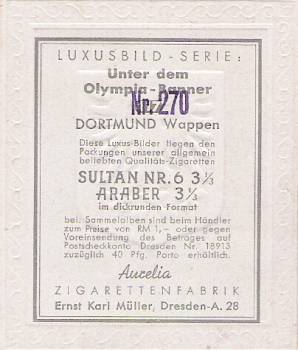 LUXUSBILD - SERIE:
Unter dem
Olympia-Banner
Nr. 270
DORTMUND Wappen
Diese Luxus-Bilder liegen den
Packungen unserer allgemein
beliebten Qualitäts-Zigaretten
SULTAN NR. 6 3⅓
ARABER 3⅓
im dickrunden Format
bei. Sammelalben sind beim Händler
zum Preise von RM 1,- oder gegen
Voreinsendung des Betrages auf
Postscheckkonto Dresden Nr. 18913
zuzüglich 40 Pfg. Porto erhältlich.
Aurelia
ZIGARETTENFABRIK
Ernst Karl Müller, Dresden-A. 28